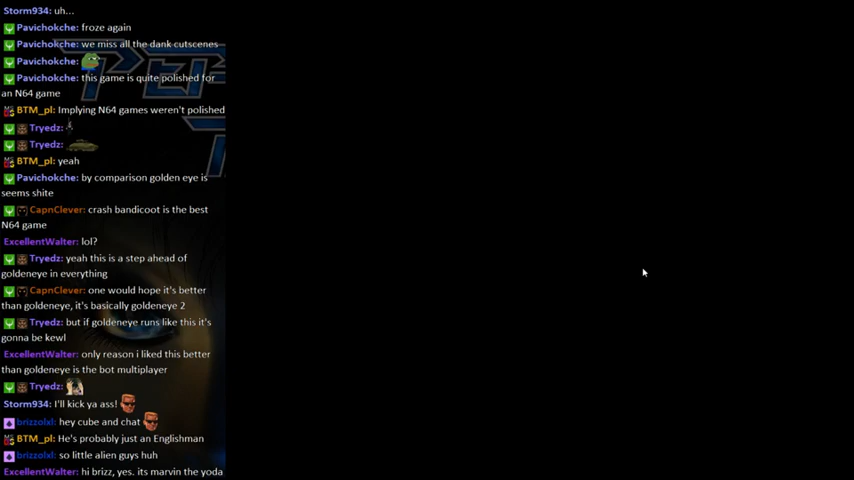 Storm934: uh...
Pavichokche: froze again
Pavichokche: we miss all the dank cutscenes
Pavichokche:
Pavichokche: this game is quite polished for
an N64 game
BTM_pl: Implying N64 games weren't polished
Tryedz:
Tryedz:
BTM_pl: yeah
Pavichokche: by comparison golden eye is
seems shite
CapnClever: crash bandicoot is the best
N64 game
ExcellentWalter: lol?
Tryedz: yeah this is a step ahead of
goldeneye in everything
CapnClever: one would hope it's better
than goldeneye, it's basically goldeneye 2
Tryedz: but if goldeneye runs like this it's
gonna be kewl
ExcellentWalter: only reason i liked this better
than goldeneye is the bot multiplayer
Tryedz:
Storm934: I'll kick ya ass!
brizzolxl: hey cube and chat
BTM_pl: He's probably just an Englishman
brizzolxl: so little alien guys huh
ExcellentWalter: hi brizz, yes. its marvin the yoda